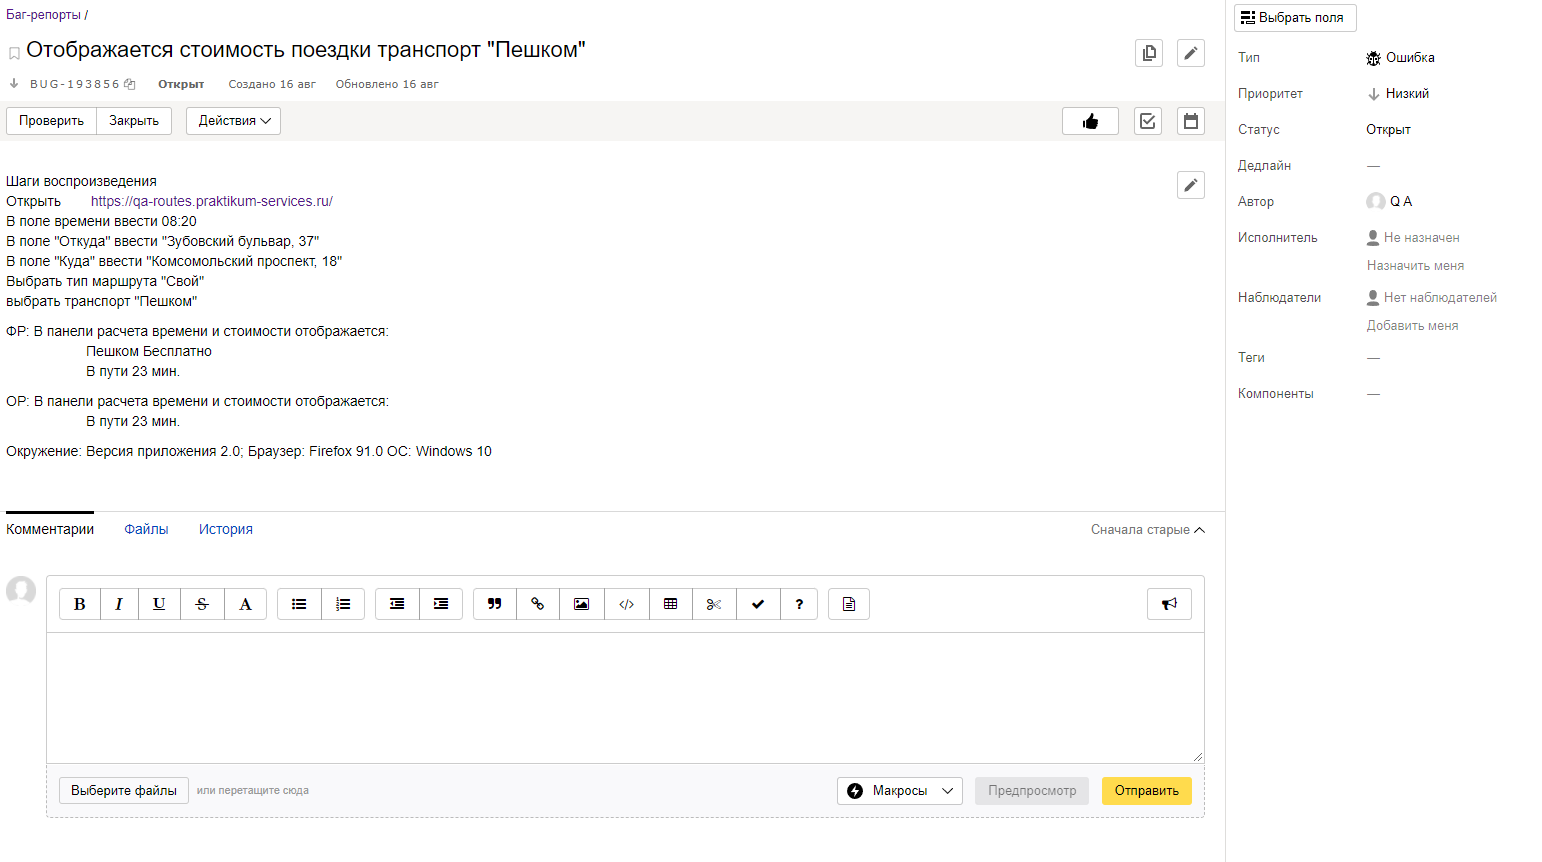 Баг-репорты /
Отображается стоимость поездки транспорт "Пешком"
BUG-193856 Открыт Создано 16 авг Обновлено 16 авг
Проверить Закрыть Действия
Шаги воспроизведения
Открыть https://qa-routes.praktikum-services.ru/
В поле времени ввести 08:20
В поле "Откуда" ввести "Зубовский бульвар, 37"
В поле "Куда" ввести "Комсомольский проспект, 18"
Выбрать тип маршрута "Свой"
выбрать транспорт "Пешком"
ФР: В панели расчета времени и стоимости отображается:
Пешком Бесплатно
В пути 23 мин.
ОР: В панели расчета времени и стоимости отображается:
В пути 23 мин.
Окружение: Версия приложения 2.0; Браузер: Firefox 91.0 ОС: Windows 10
Комментарии Файлы История Сначала старые
B I U S A </> ?
Выберите файлы или перетащите сюда Макросы Предпросмотр Отправить
Выбрать поля
Тип Ошибка
Приоритет Низкий
Статус Открыт
Дедлайн —
Автор Q A
Исполнитель Не назначен
Назначить меня
Наблюдатели Нет наблюдателей
Добавить меня
Теги —
Компоненты —